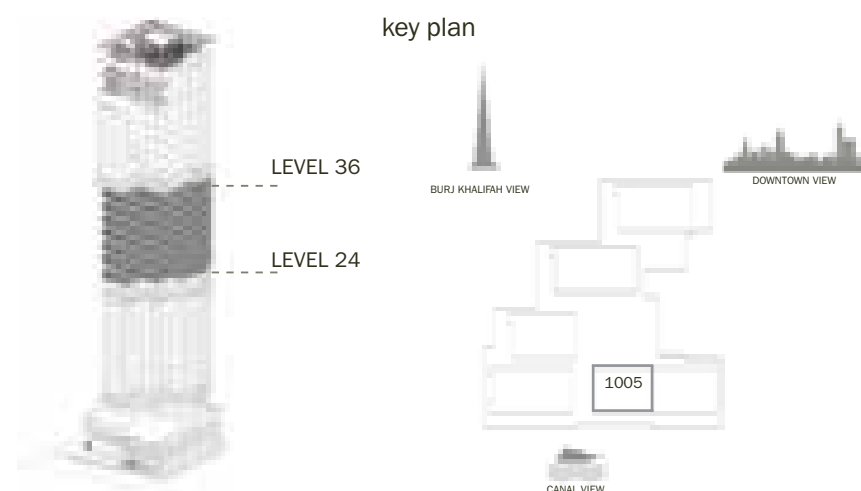 key plan
LEVEL 36
LEVEL 24
BURJ KHALIFAH VIEW
DOWNTOWN VIEW
1005
CANAL VIEW